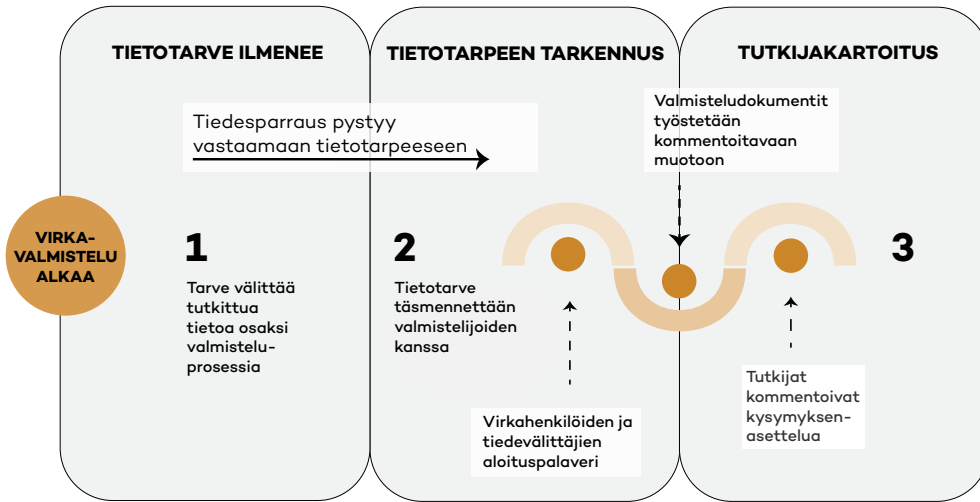 TIETOTARVE ILMENEE
TIETOTARPEEN TARKENNUS
TUTKIJAKARTOITUS
Tiedesparraus pystyy
vastaamaan tietotarpeeseen
Valmisteludokumentit
työstetään
kommentoitavaan
muotoon
VIRKA-
VALMISTELU
ALKAA
1
Tarve välittää
tutkittua
tietoa osaksi
valmistelu-
prosessia
2
Tietotarve
täsmennettään
valmistelijoiden
kanssa
Virkahenkilöiden ja
tiedevälittäjien
aloituspalaveri
3
Tutkijat
kommentoivat
kysymyksen-
asettelua